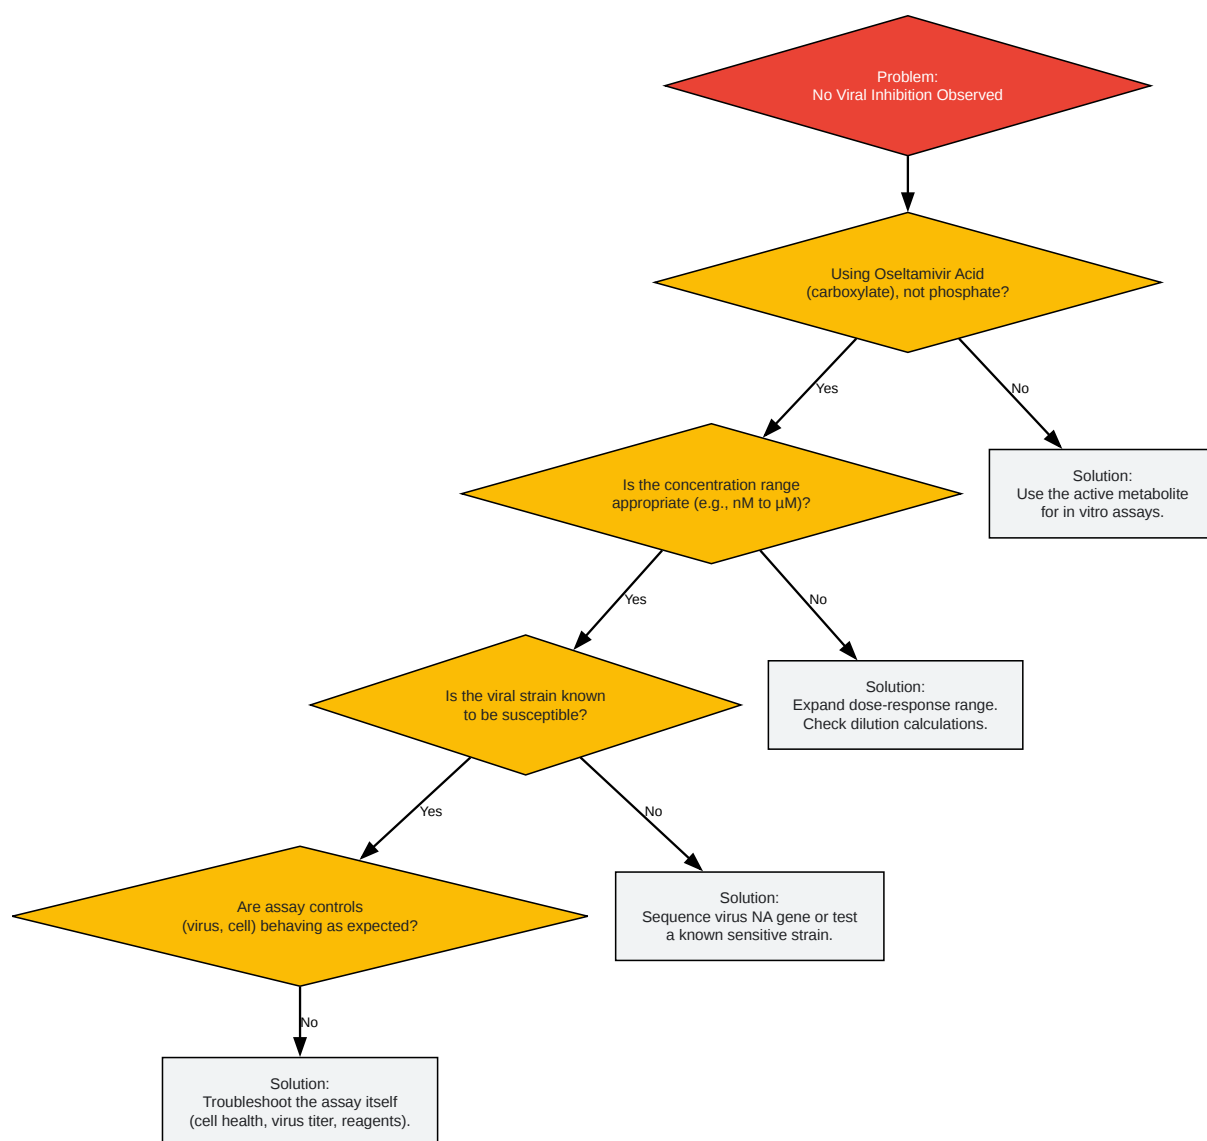 Problem:
No Viral Inhibition Observed
Using Oseltamivir Acid
(carboxylate), not phosphate?
Yes
No
Is the concentration range
appropriate (e.g., nM to µM)?
Solution:
Use the active metabolite
for in vitro assays.
Yes
No
Is the viral strain known
to be susceptible?
Solution:
Expand dose-response range.
Check dilution calculations.
Yes
No
Are assay controls
(virus, cell) behaving as expected?
Solution:
Sequence virus NA gene or test
a known sensitive strain.
No
Solution:
Troubleshoot the assay itself
(cell health, virus titer, reagents).